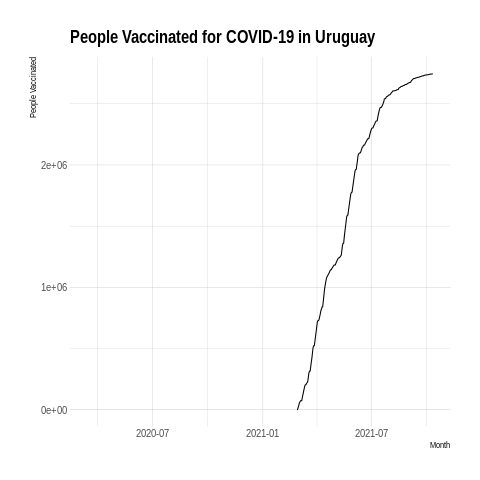 People Vaccinated for COVID-19 in Uruguay
People Vaccinated
2e+06
1e+06
0e+00
2020-07 2021-01 2021-07
Month